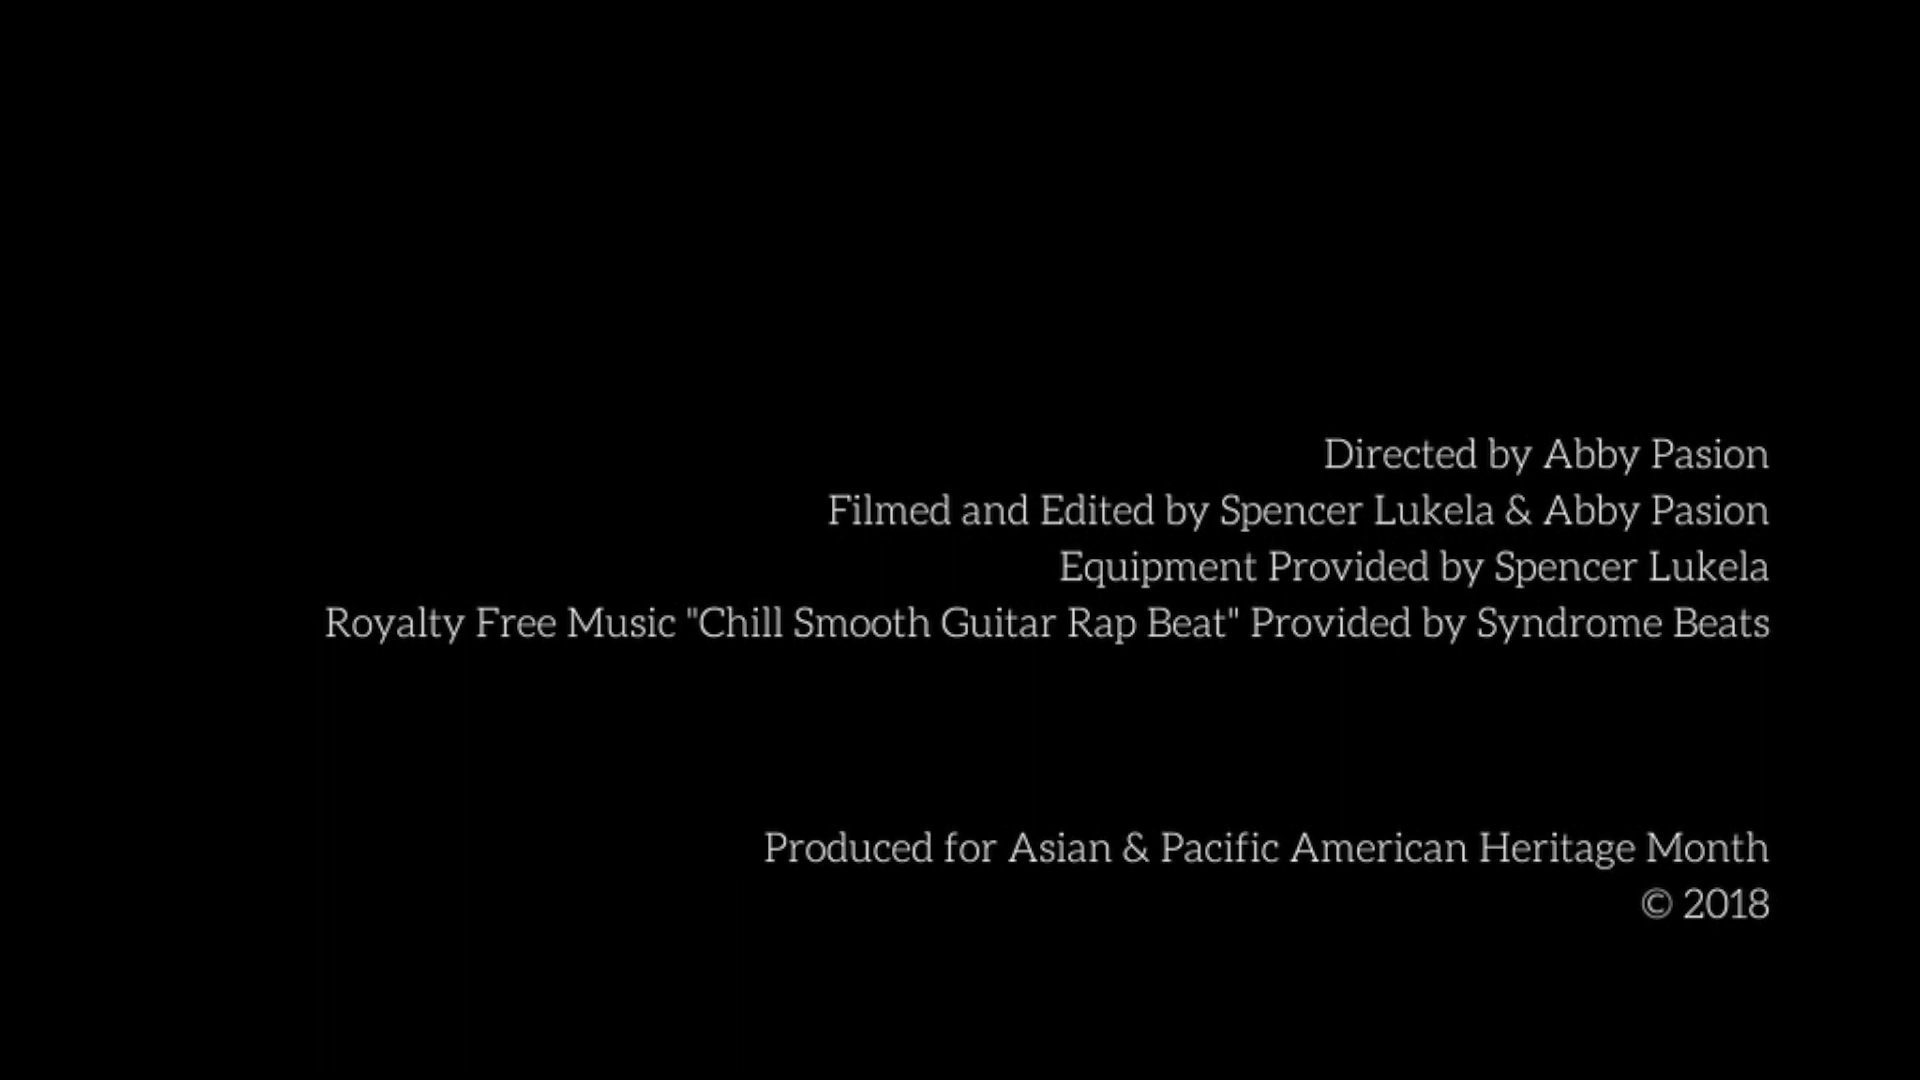 Directed by Abby Pasion
Filmed and Edited by Spencer Lukela & Abby Pasion
Equipment Provided by Spencer Lukela
Royalty Free Music "Chill Smooth Guitar Rap Beat" Provided by Syndrome Beats
Produced for Asian & Pacific American Heritage Month
© 2018